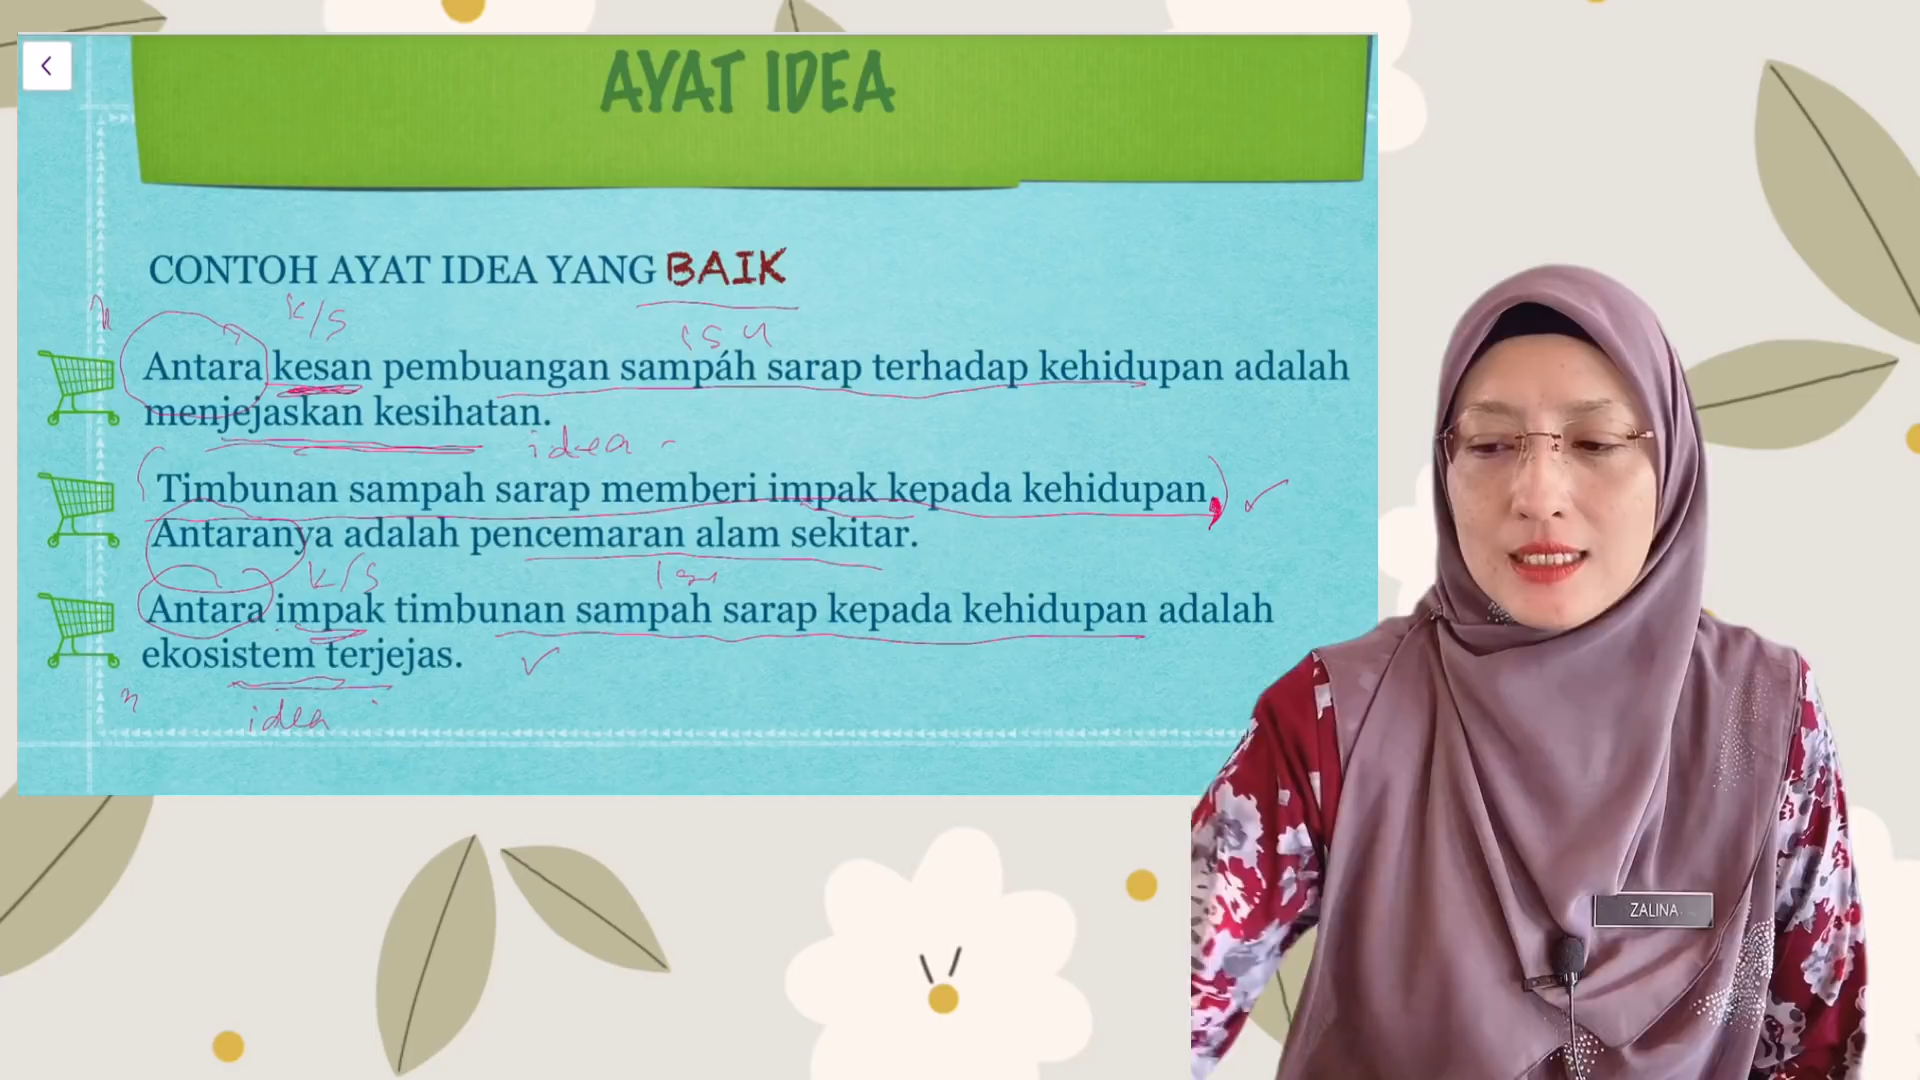 AYAT IDEA
CONTOH AYAT IDEA YANG BAIK
k/s
isu
Antara kesan pembuangan sampáh sarap terhadap kehidupan adalah
menjejaskan kesihatan.
idea
Timbunan sampah sarap memberi impak kepada kehidupan.
Antaranya adalah pencemaran alam sekitar.
k/s
Antara impak timbunan sampah sarap kepada kehidupan adalah
ekosistem terjejas.
idea
ZALINA